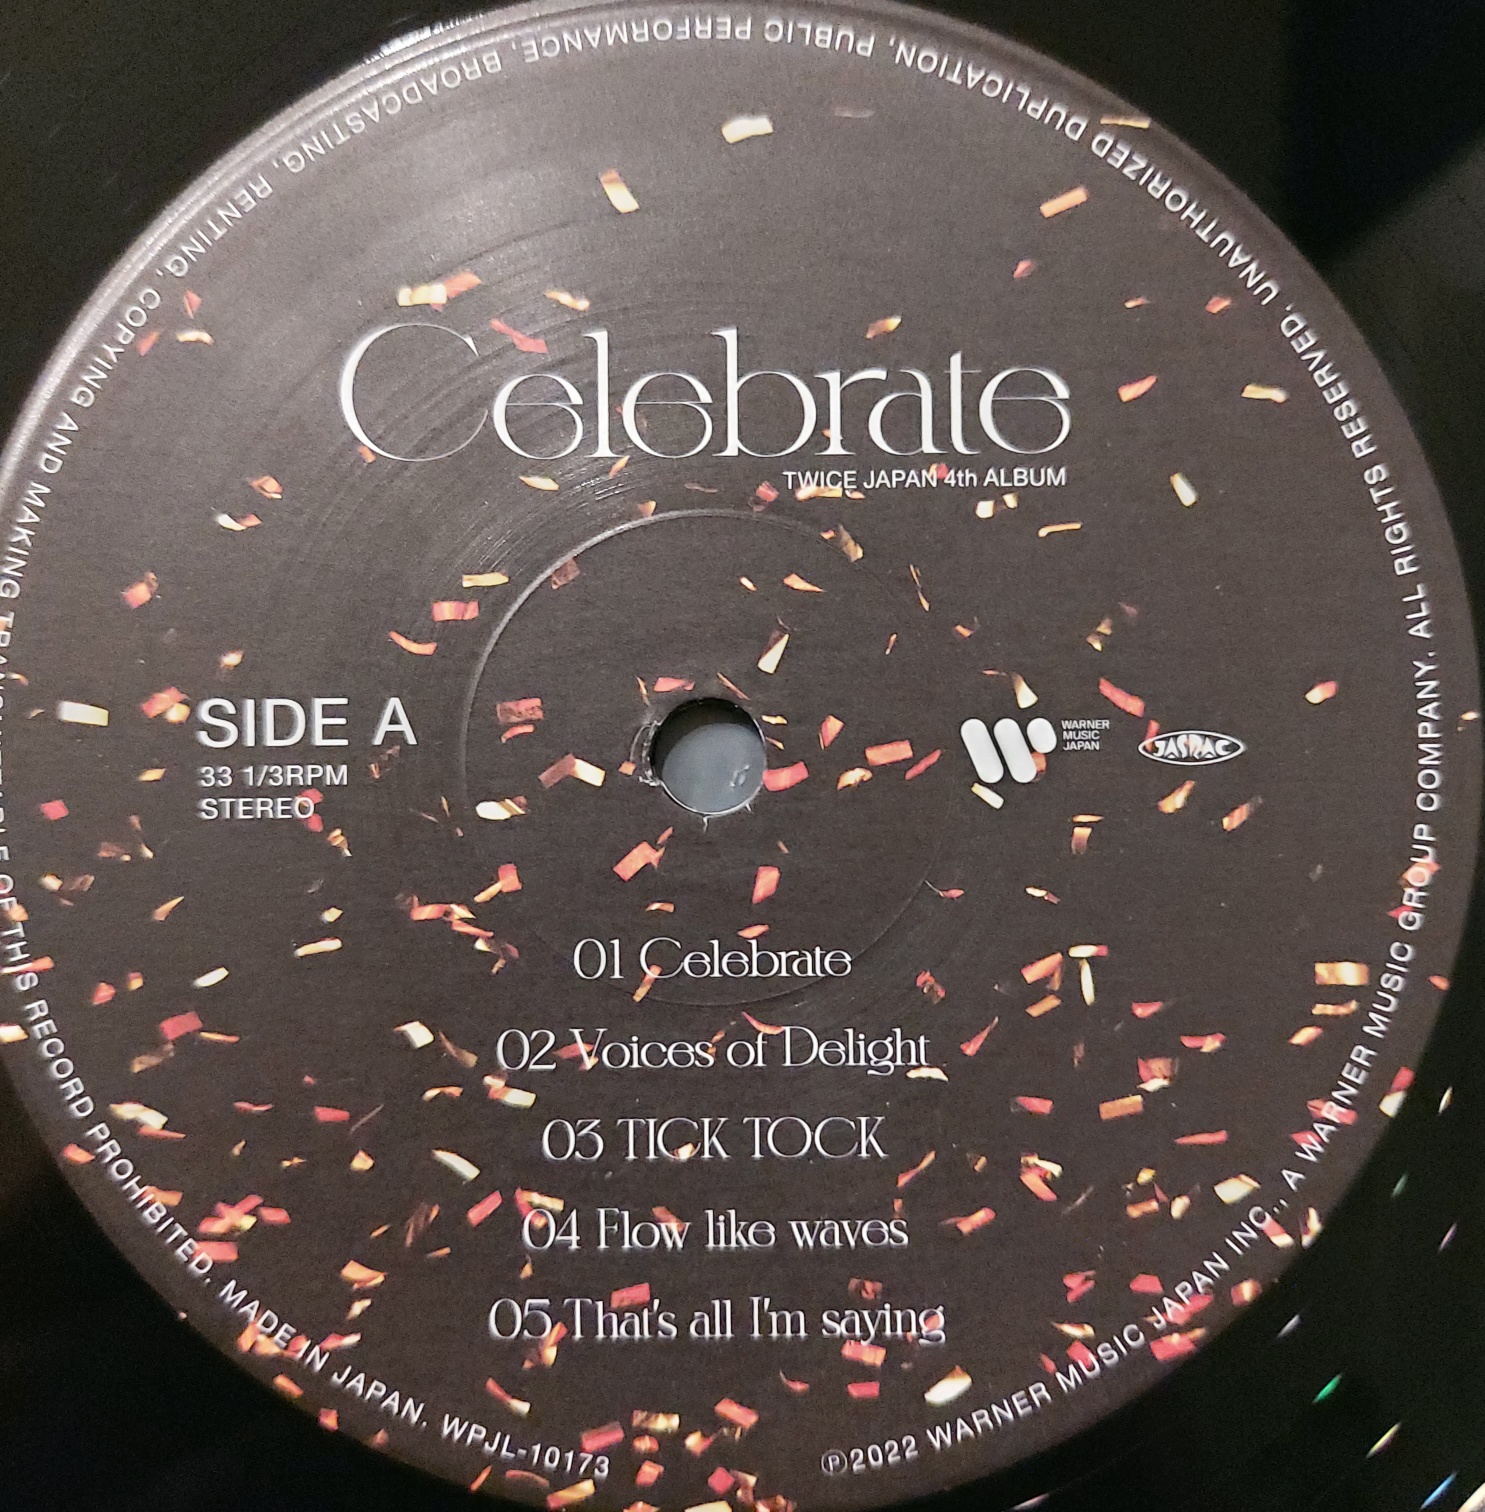 Celebrate
TWICE JAPAN 4th ALBUM
SIDE A
33 1/3RPM
STEREO
WARNER
MUSIC
JAPAN
JASRAC
01 Celebrate
02 Voices of Delight
03 TICK TOCK
04 Flow like waves
05 That's all I'm saying
Ⓟ2022 WARNER MUSIC JAPAN INC., A WARNER MUSIC GROUP COMPANY. ALL RIGHTS RESERVED. UNAUTHORIZED DUPLICATION, PUBLIC PERFORMANCE, BROADCASTING, RENTING, COPYING AND MAKING TRANSMITTABLE OF THIS RECORD PROHIBITED. MADE IN JAPAN. WPJL-10173